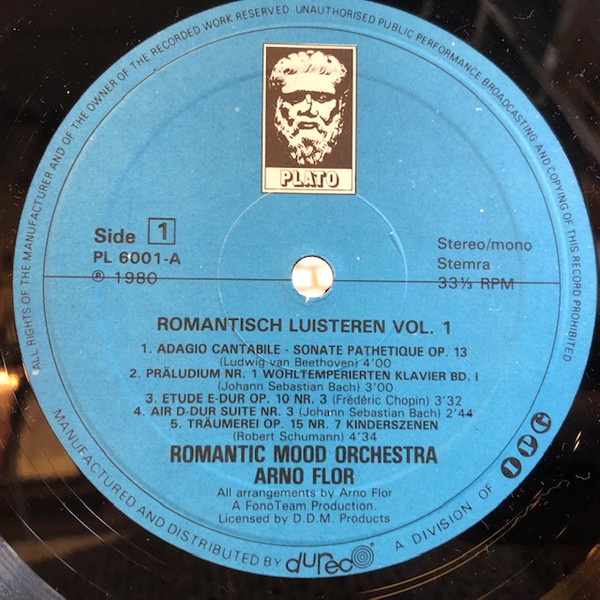 ALL RIGHTS OF THE MANUFACTURER AND OF THE OWNER OF THE RECORDED WORK RESERVED UNAUTHORISED PUBLIC PERFORMANCE BROADCASTING AND COPYING OF THIS RECORD PROHIBITED
PLATO
Side 1
PL 6001-A
℗ 1980
Stereo/mono
Stemra
33⅓ RPM
ROMANTISCH LUISTEREN VOL. 1
1. ADAGIO CANTABILE - SONATE PATHETIQUE OP. 13
(Ludwig van Beethoven) 4'00
2. PRÄLUDIUM NR. 1 WOHLTEMPERIERTEN KLAVIER BD. I
(Johann Sebastian Bach) 3'00
3. ETUDE E-DUR OP. 10 NR. 3 (Frédéric Chopin) 3'32
4. AIR D-DUR SUITE NR. 3 (Johann Sebastian Bach) 2'44
5. TRÄUMEREI OP. 15 NR. 7 KINDERSZENEN
(Robert Schumann) 4'34
ROMANTIC MOOD ORCHESTRA
ARNO FLOR
All arrangements by Arno Flor
A FonoTeam Production.
Licensed by D.D.M. Products
MANUFACTURED AND DISTRIBUTED BY dureco A DIVISION OF